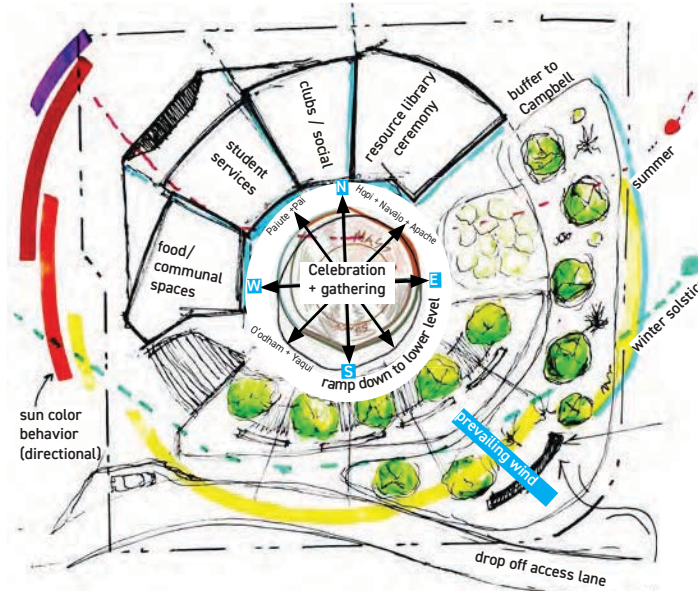 buffer to
Campbell
clubs / social
resource library
ceremony
student
services
summer
N
Paiute +Pai
Hopi + Navajo + Apache
food/
communal
spaces
Celebration
+ gathering
W
E
O'odham + Yaqui
S
ramp down to lower level
winter solstic
sun color
behavior
(directional)
prevailing wind
drop off access lane